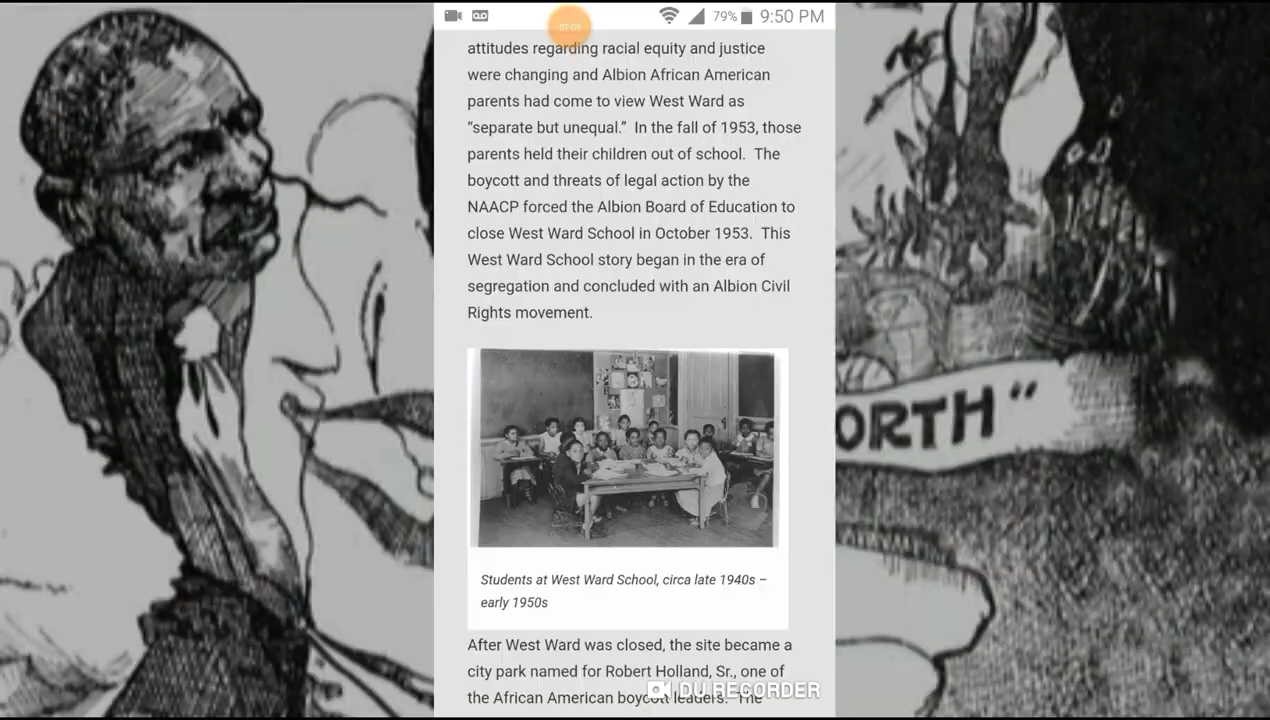 79% 9:50 PM
07:05
attitudes regarding racial equity and justice
were changing and Albion African American
parents had come to view West Ward as
“separate but unequal.”  In the fall of 1953, those
parents held their children out of school.  The
boycott and threats of legal action by the
NAACP forced the Albion Board of Education to
close West Ward School in October 1953.  This
West Ward School story began in the era of
segregation and concluded with an Albion Civil
Rights movement.
ORTH”
Students at West Ward School, circa late 1940s –
early 1950s
After West Ward was closed, the site became a
city park named for Robert Holland, Sr., one of
the African American boycott leaders.  The
DU RECORDER